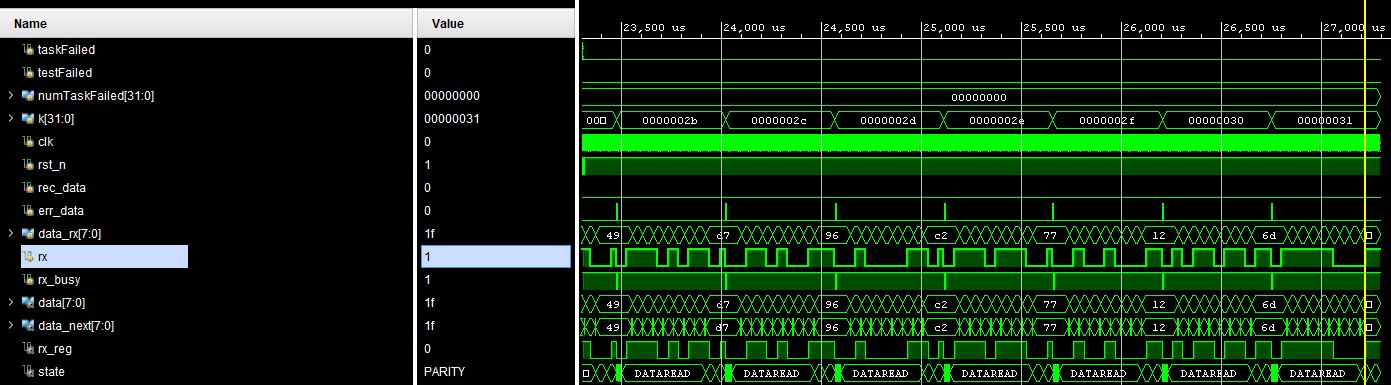 Name Value
23,500 us 24,000 us 24,500 us 25,000 us 25,500 us 26,000 us 26,500 us 27,000 us
taskFailed 0
testFailed 0
numTaskFailed[31:0] 00000000 00000000
k[31:0] 00000031 00 0000002b 0000002c 0000002d 0000002e 0000002f 00000030 00000031
clk 0
rst_n 1
rec_data 0
err_data 0
data_rx[7:0] 1f 49 d7 96 c2 77 12 6d
rx 1
rx_busy 1
data[7:0] 1f 49 d7 96 c2 77 12 6d
data_next[7:0] 1f 49 d7 96 c2 77 12 6d
rx_reg 0
state PARITY DATAREAD DATAREAD DATAREAD DATAREAD DATAREAD DATAREAD DATAREAD